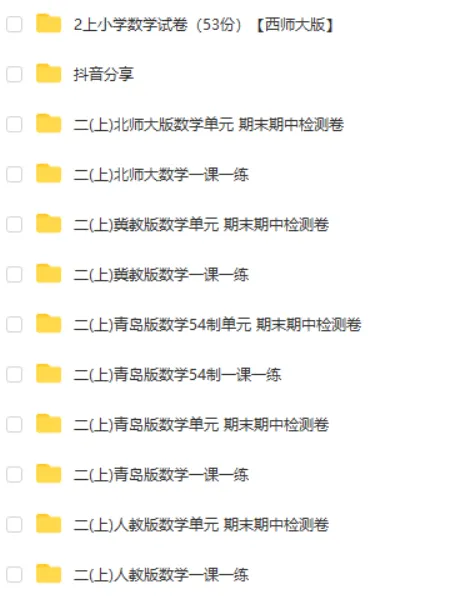 2上小学数学试卷（53份）【西师大版】
抖音分享
二(上)北师大版数学单元 期末期中检测卷
二(上)北师大数学一课一练
二(上)冀教版数学单元 期末期中检测卷
二(上)冀教版数学一课一练
二(上)青岛版数学54制单元 期末期中检测卷
二(上)青岛版数学54制一课一练
二(上)青岛版数学单元 期末期中检测卷
二(上)青岛版数学一课一练
二(上)人教版数学单元 期末期中检测卷
二(上)人教版数学一课一练